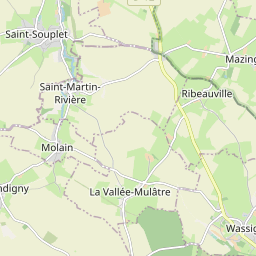 Saint-Souplet
Mazing
Saint-Martin-
Rivière
Ribeauville
Molain
ndigny
La Vallée-Mulâtre
Wassig